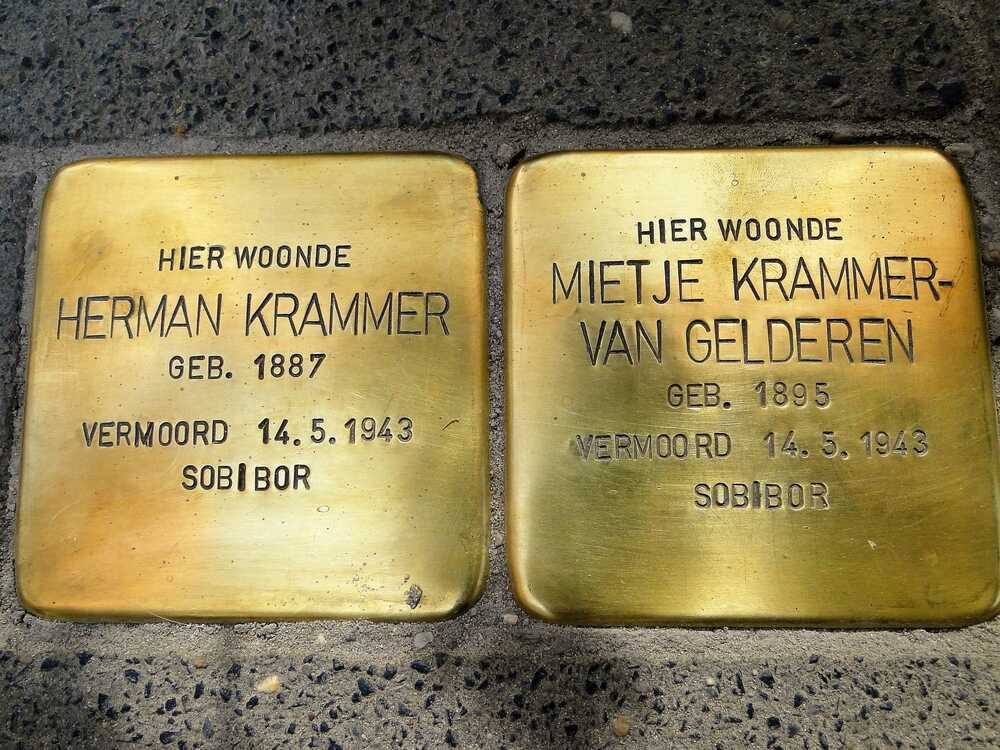 HIER WOONDE
HERMAN KRAMMER
GEB. 1887
VERMOORD 14.5.1943
SOBIBOR
HIER WOONDE
MIETJE KRAMMER-
VAN GELDEREN
GEB. 1895
VERMOORD 14.5.1943
SOBIBOR